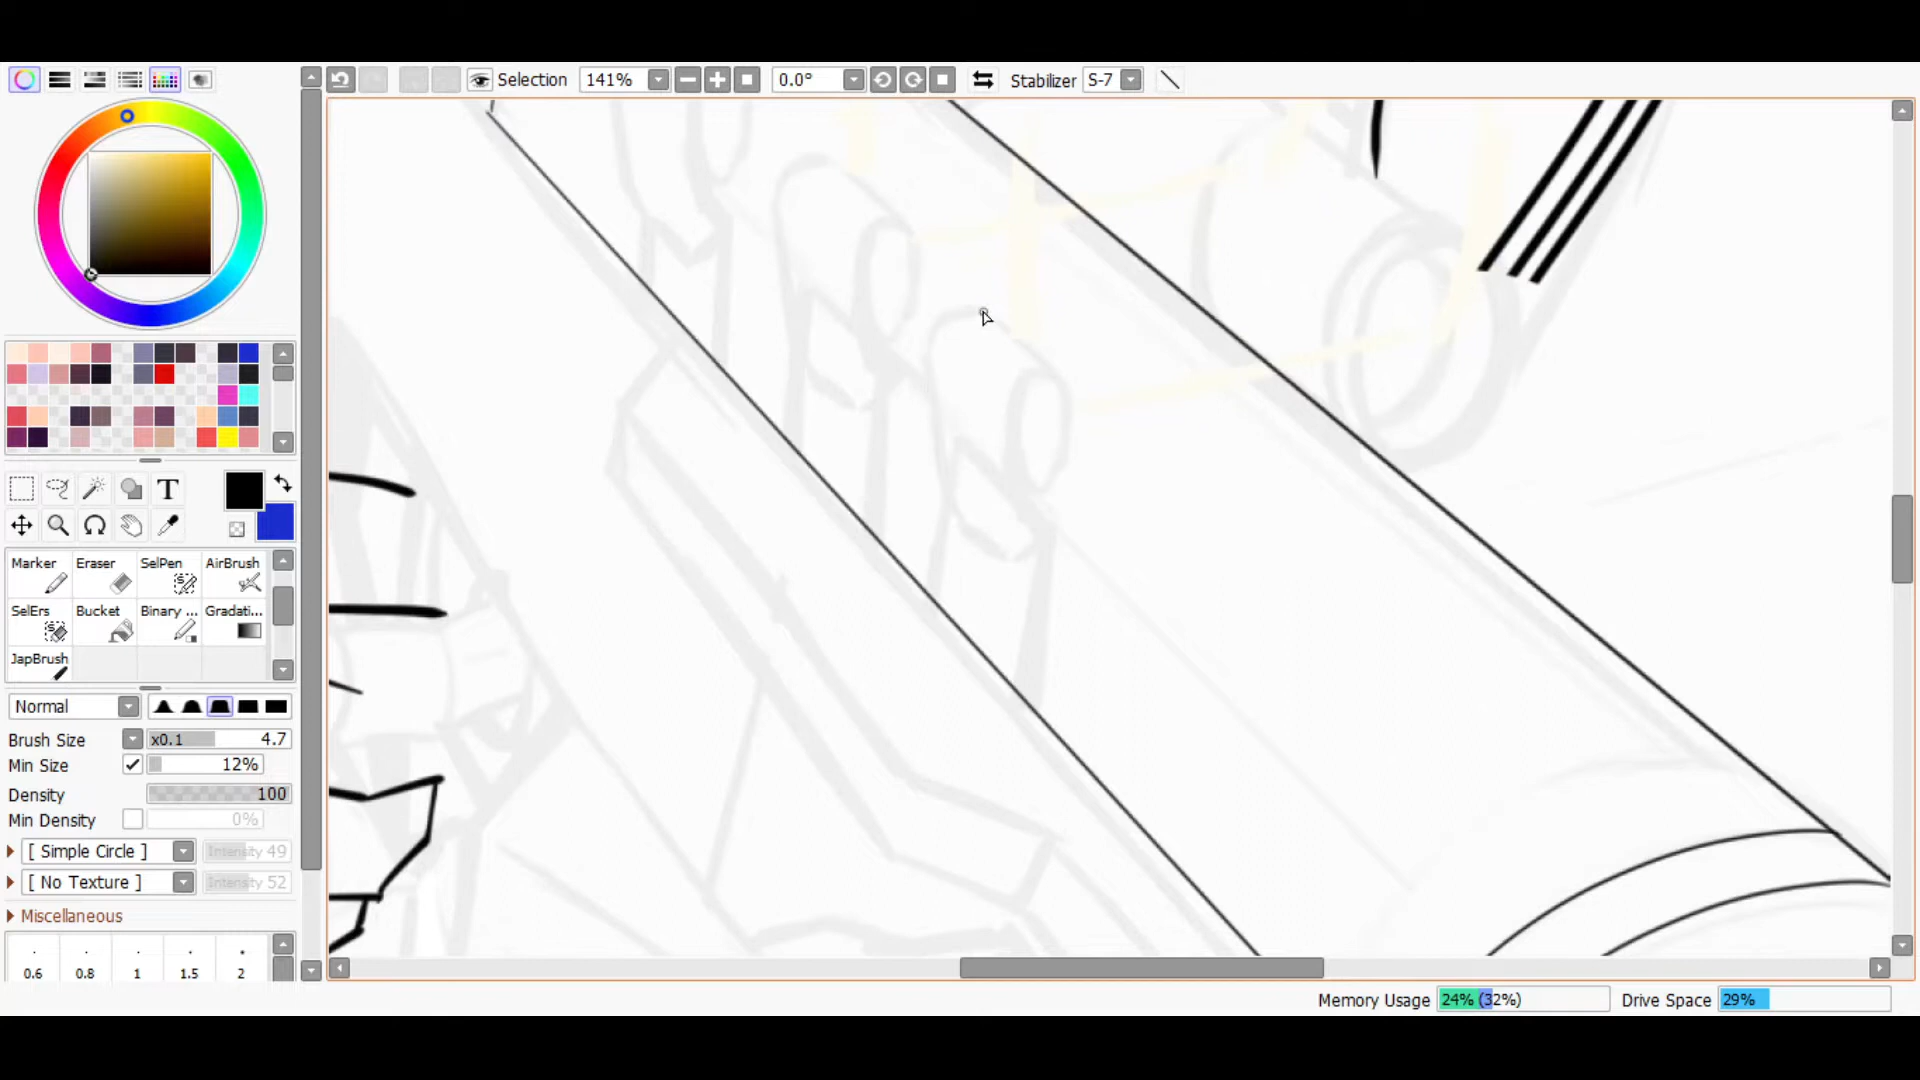 Selection 141% 0.0° Stabilizer S-7
T
Marker Eraser SelPen AirBrush
SelErs Bucket Binary ... Gradati...
JapBrush
Normal
Brush Size x0.1 4.7
Min Size 12%
Density 100
Min Density 0%
[ Simple Circle ] Intensity 49
[ No Texture ] Intensity 52
Miscellaneous
0.6 0.8 1 1.5 2
Memory Usage 24% (32%) Drive Space 29%